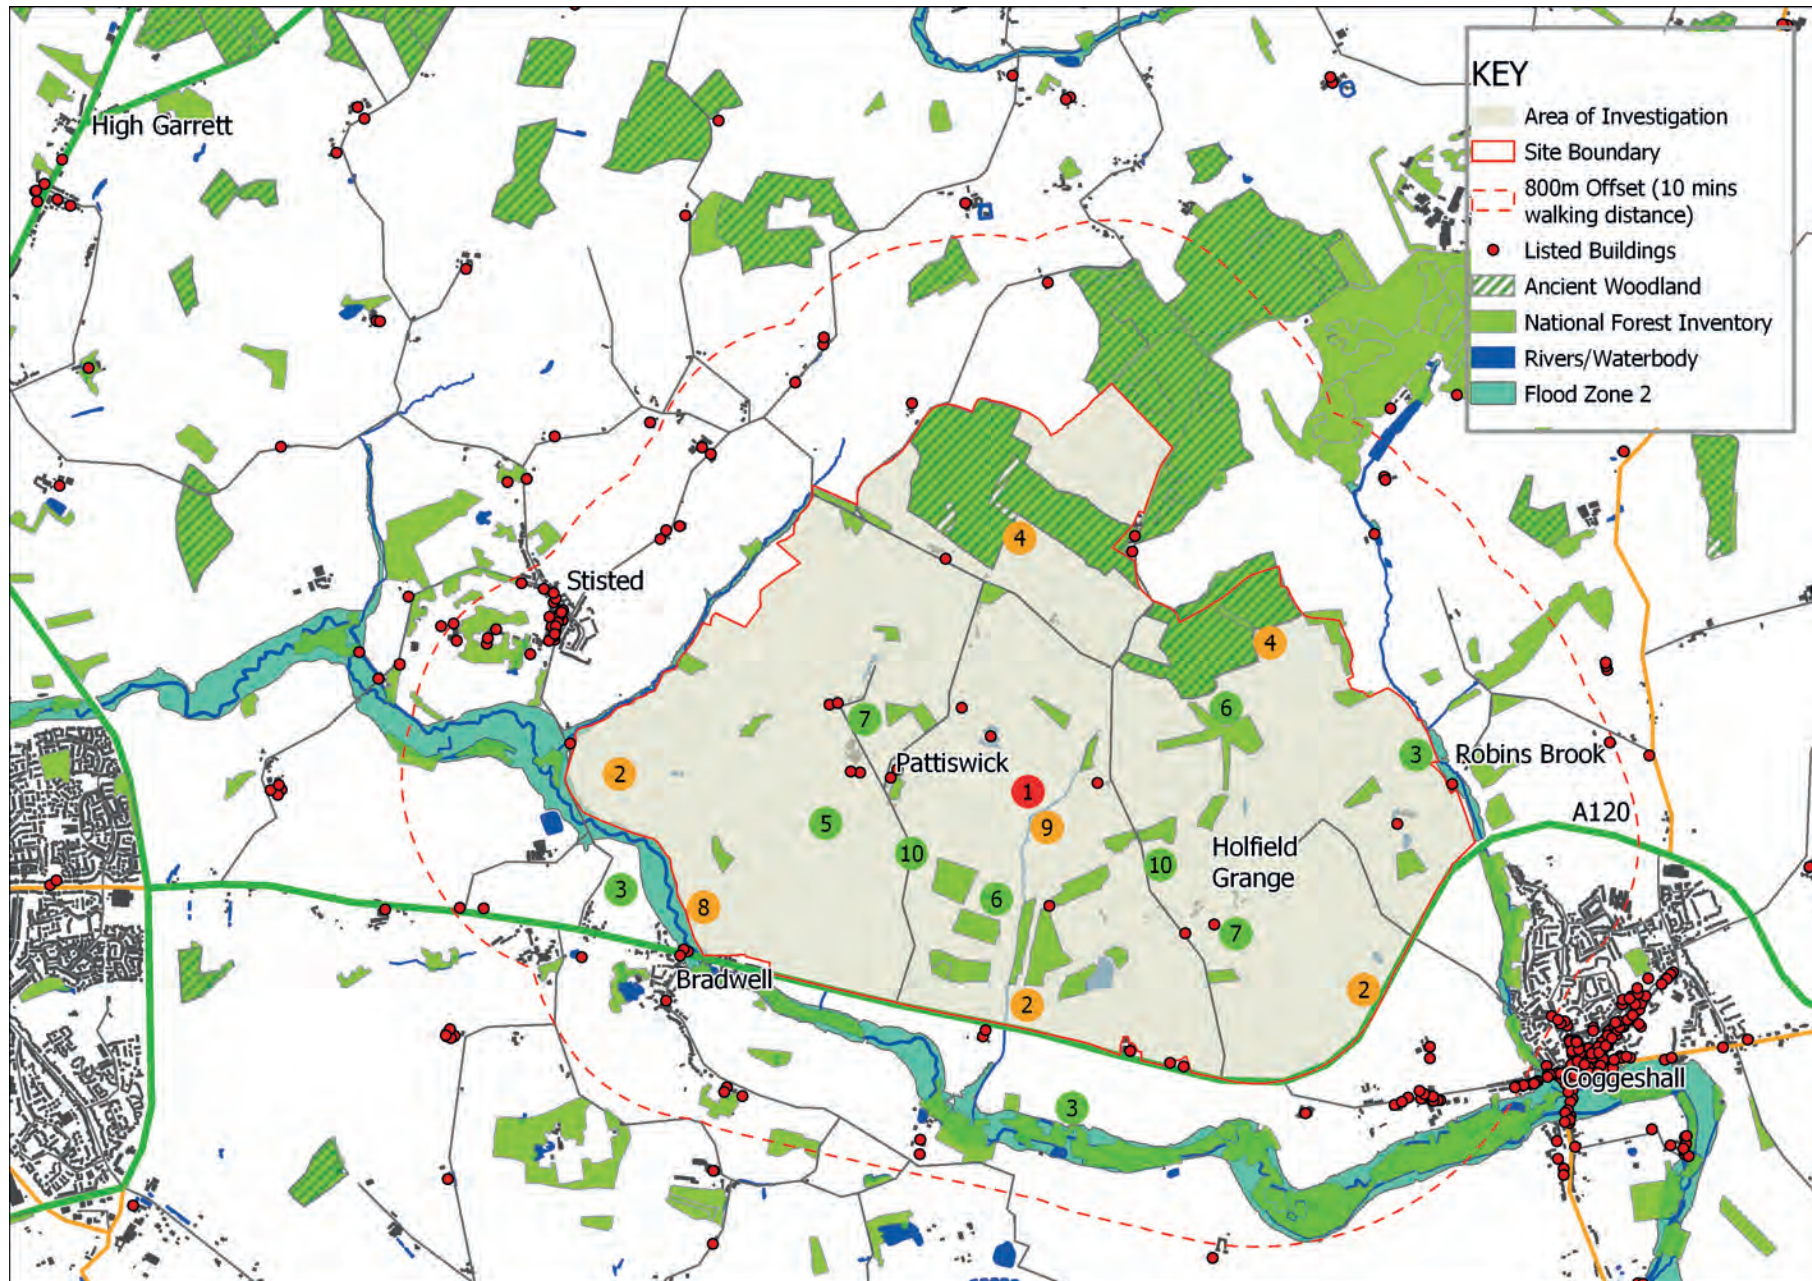 KEY
Area of Investigation
Site Boundary
800m Offset (10 mins
walking distance)
Listed Buildings
Ancient Woodland
National Forest Inventory
Rivers/Waterbody
Flood Zone 2
High Garrett
4
Stisted
4
7
6
3
Robins Brook
2
Pattiswick
1
A120
5
9
10
10
Holfield
Grange
3
6
8
7
Bradwell
2
2
Coggeshall
3